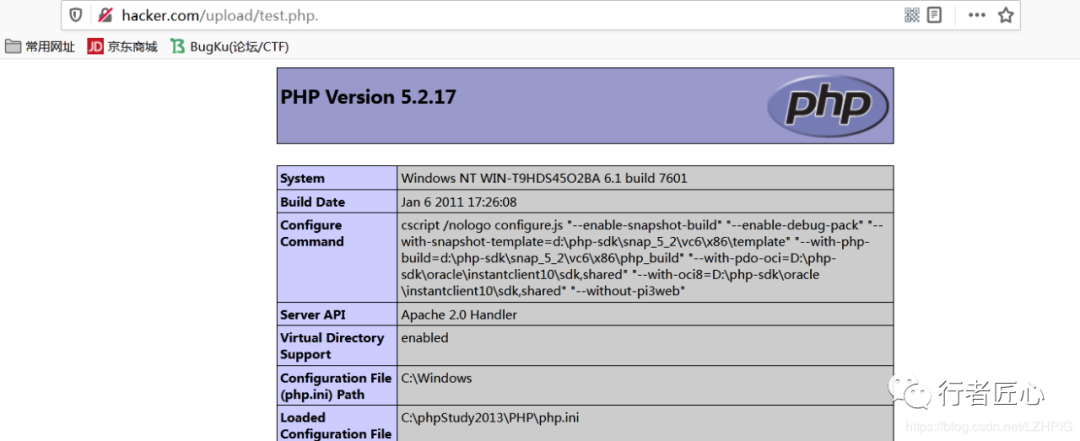 hacker.com/upload/test.php.
常用网址 JD 京东商城 BugKu(论坛/CTF)
PHP Version 5.2.17
php
System Windows NT WIN-T9HDS45O2BA 6.1 build 7601
Build Date Jan 6 2011 17:26:08
Configure Command
cscript /nologo configure.js "--enable-snapshot-build" "--enable-debug-pack" "--
with-snapshot-template=d:\php-sdk\snap_5_2\vc6\x86\template" "--with-php-
build=d:\php-sdk\snap_5_2\vc6\x86\php_build" "--with-pdo-oci=D:\php-
sdk\oracle\instantclient10\sdk,shared" "--with-oci8=D:\php-sdk\oracle
\instantclient10\sdk,shared" "--without-pi3web"
Server API Apache 2.0 Handler
Virtual Directory
Support
enabled
Configuration File
(php.ini) Path
C:\Windows
Loaded
Configuration File
C:\phpStudy2013\PHP\php.ini
行者匠心
https://blog.csdn.net/LZHPIG